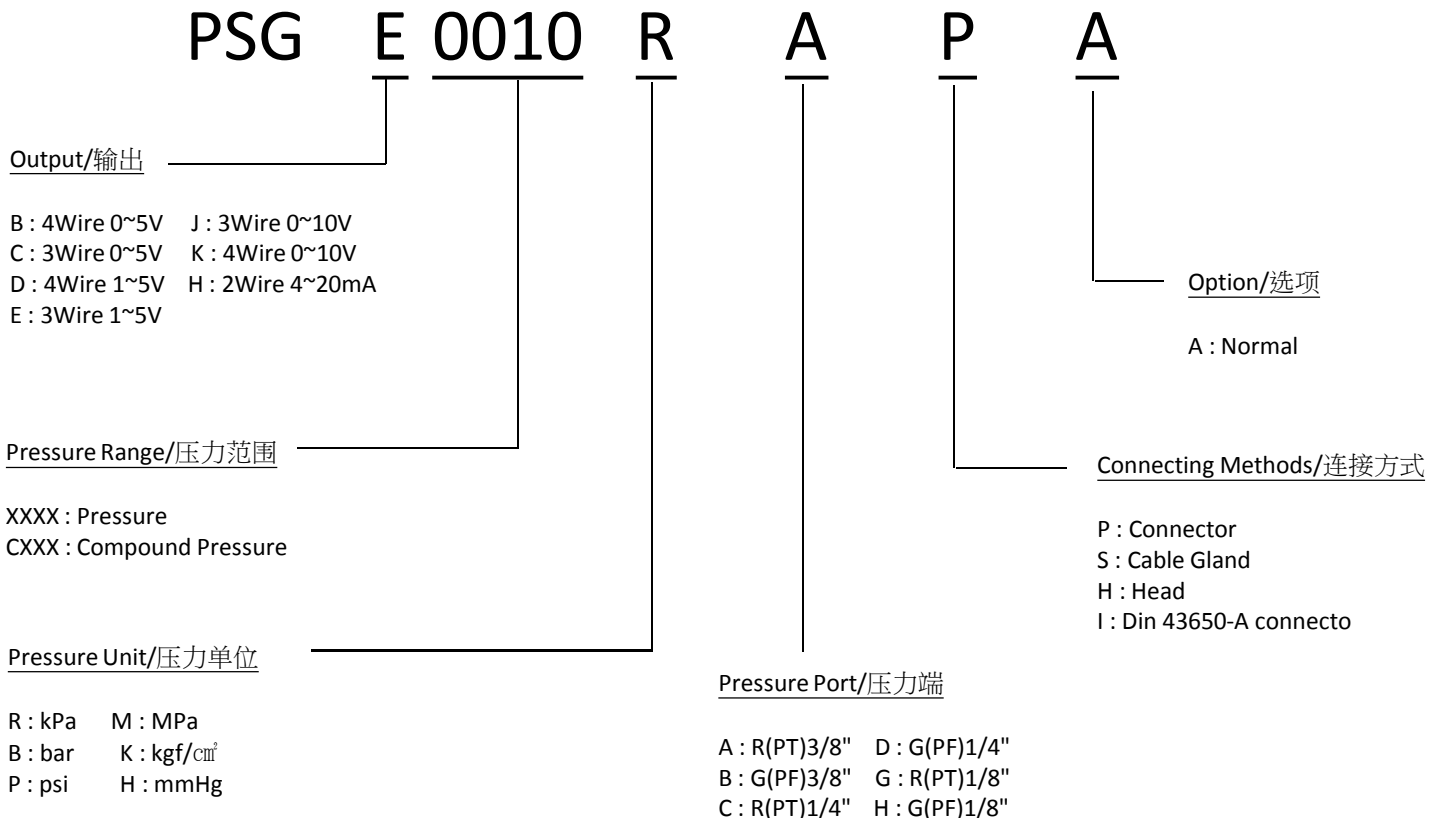 PSG E 0010 R A P A
Output/输出
B : 4Wire 0~5V J : 3Wire 0~10V
C : 3Wire 0~5V K : 4Wire 0~10V
D : 4Wire 1~5V H : 2Wire 4~20mA
E : 3Wire 1~5V
Option/选项
A : Normal
Pressure Range/压力范围
XXXX : Pressure
CXXX : Compound Pressure
Connecting Methods/连接方式
P : Connector
S : Cable Gland
H : Head
I : Din 43650-A connecto
Pressure Unit/压力单位
R : kPa M : MPa
B : bar K : kgf/㎠
P : psi H : mmHg
Pressure Port/压力端
A : R(PT)3/8" D : G(PF)1/4"
B : G(PF)3/8" G : R(PT)1/8"
C : R(PT)1/4" H : G(PF)1/8"